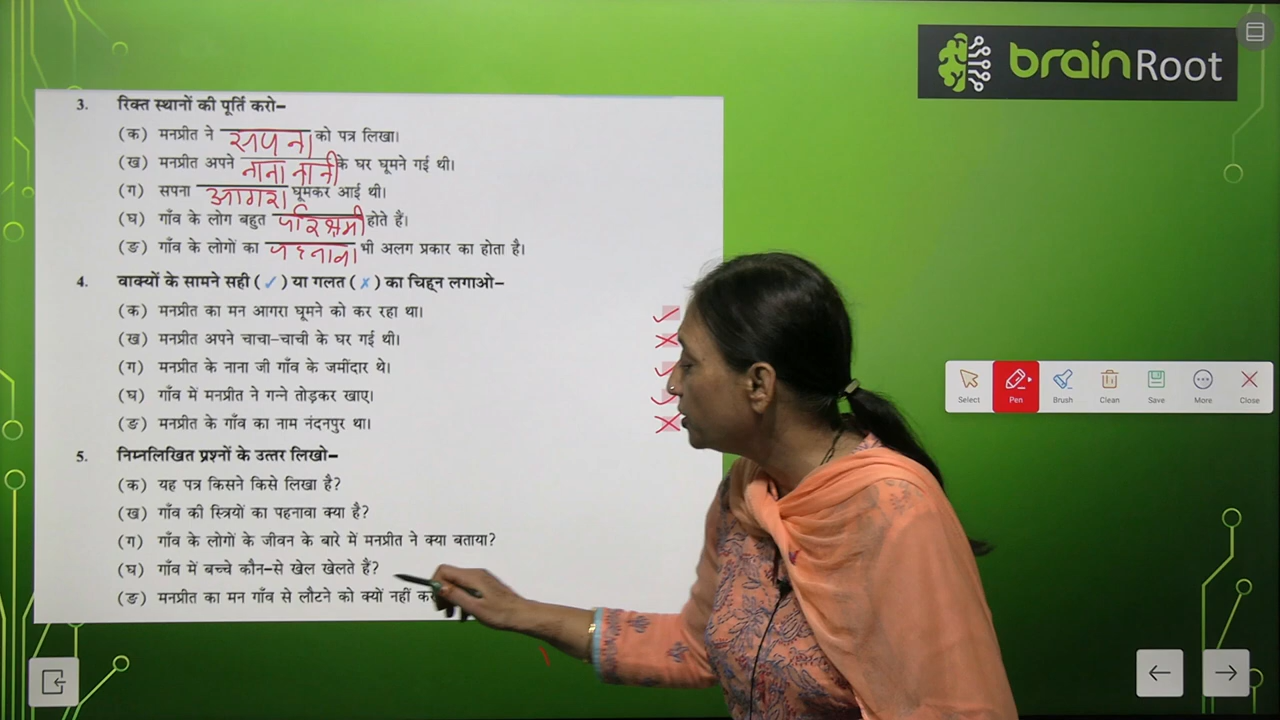 brainRoot
3. रिक्त स्थानों की पूर्ति करो–
(क) मनप्रीत ने सपना को पत्र लिखा।
(ख) मनप्रीत अपने नाना नानी के घर घूमने गई थी।
(ग) सपना आगरा घूमकर आई थी।
(घ) गाँव के लोग बहुत परिश्रमी होते हैं।
(ङ) गाँव के लोगों का पहनावा भी अलग प्रकार का होता है।
4. वाक्यों के सामने सही (✓) या गलत (✗) का चिह्न लगाओ–
(क) मनप्रीत का मन आगरा घूमने को कर रहा था। ✓
(ख) मनप्रीत अपने चाचा-चाची के घर गई थी। ✗
(ग) मनप्रीत के नाना जी गाँव के जमींदार थे। ✓
(घ) गाँव में मनप्रीत ने गन्ने तोड़कर खाए। ✓
(ङ) मनप्रीत के गाँव का नाम नंदनपुर था। ✗
5. निम्नलिखित प्रश्नों के उत्तर लिखो–
(क) यह पत्र किसने किसे लिखा है?
(ख) गाँव की स्त्रियों का पहनावा क्या है?
(ग) गाँव के लोगों के जीवन के बारे में मनप्रीत ने क्या बताया?
(घ) गाँव में बच्चे कौन-से खेल खेलते हैं?
(ङ) मनप्रीत का मन गाँव से लौटने को क्यों नहीं
Select Pen Brush Clean Save More Close